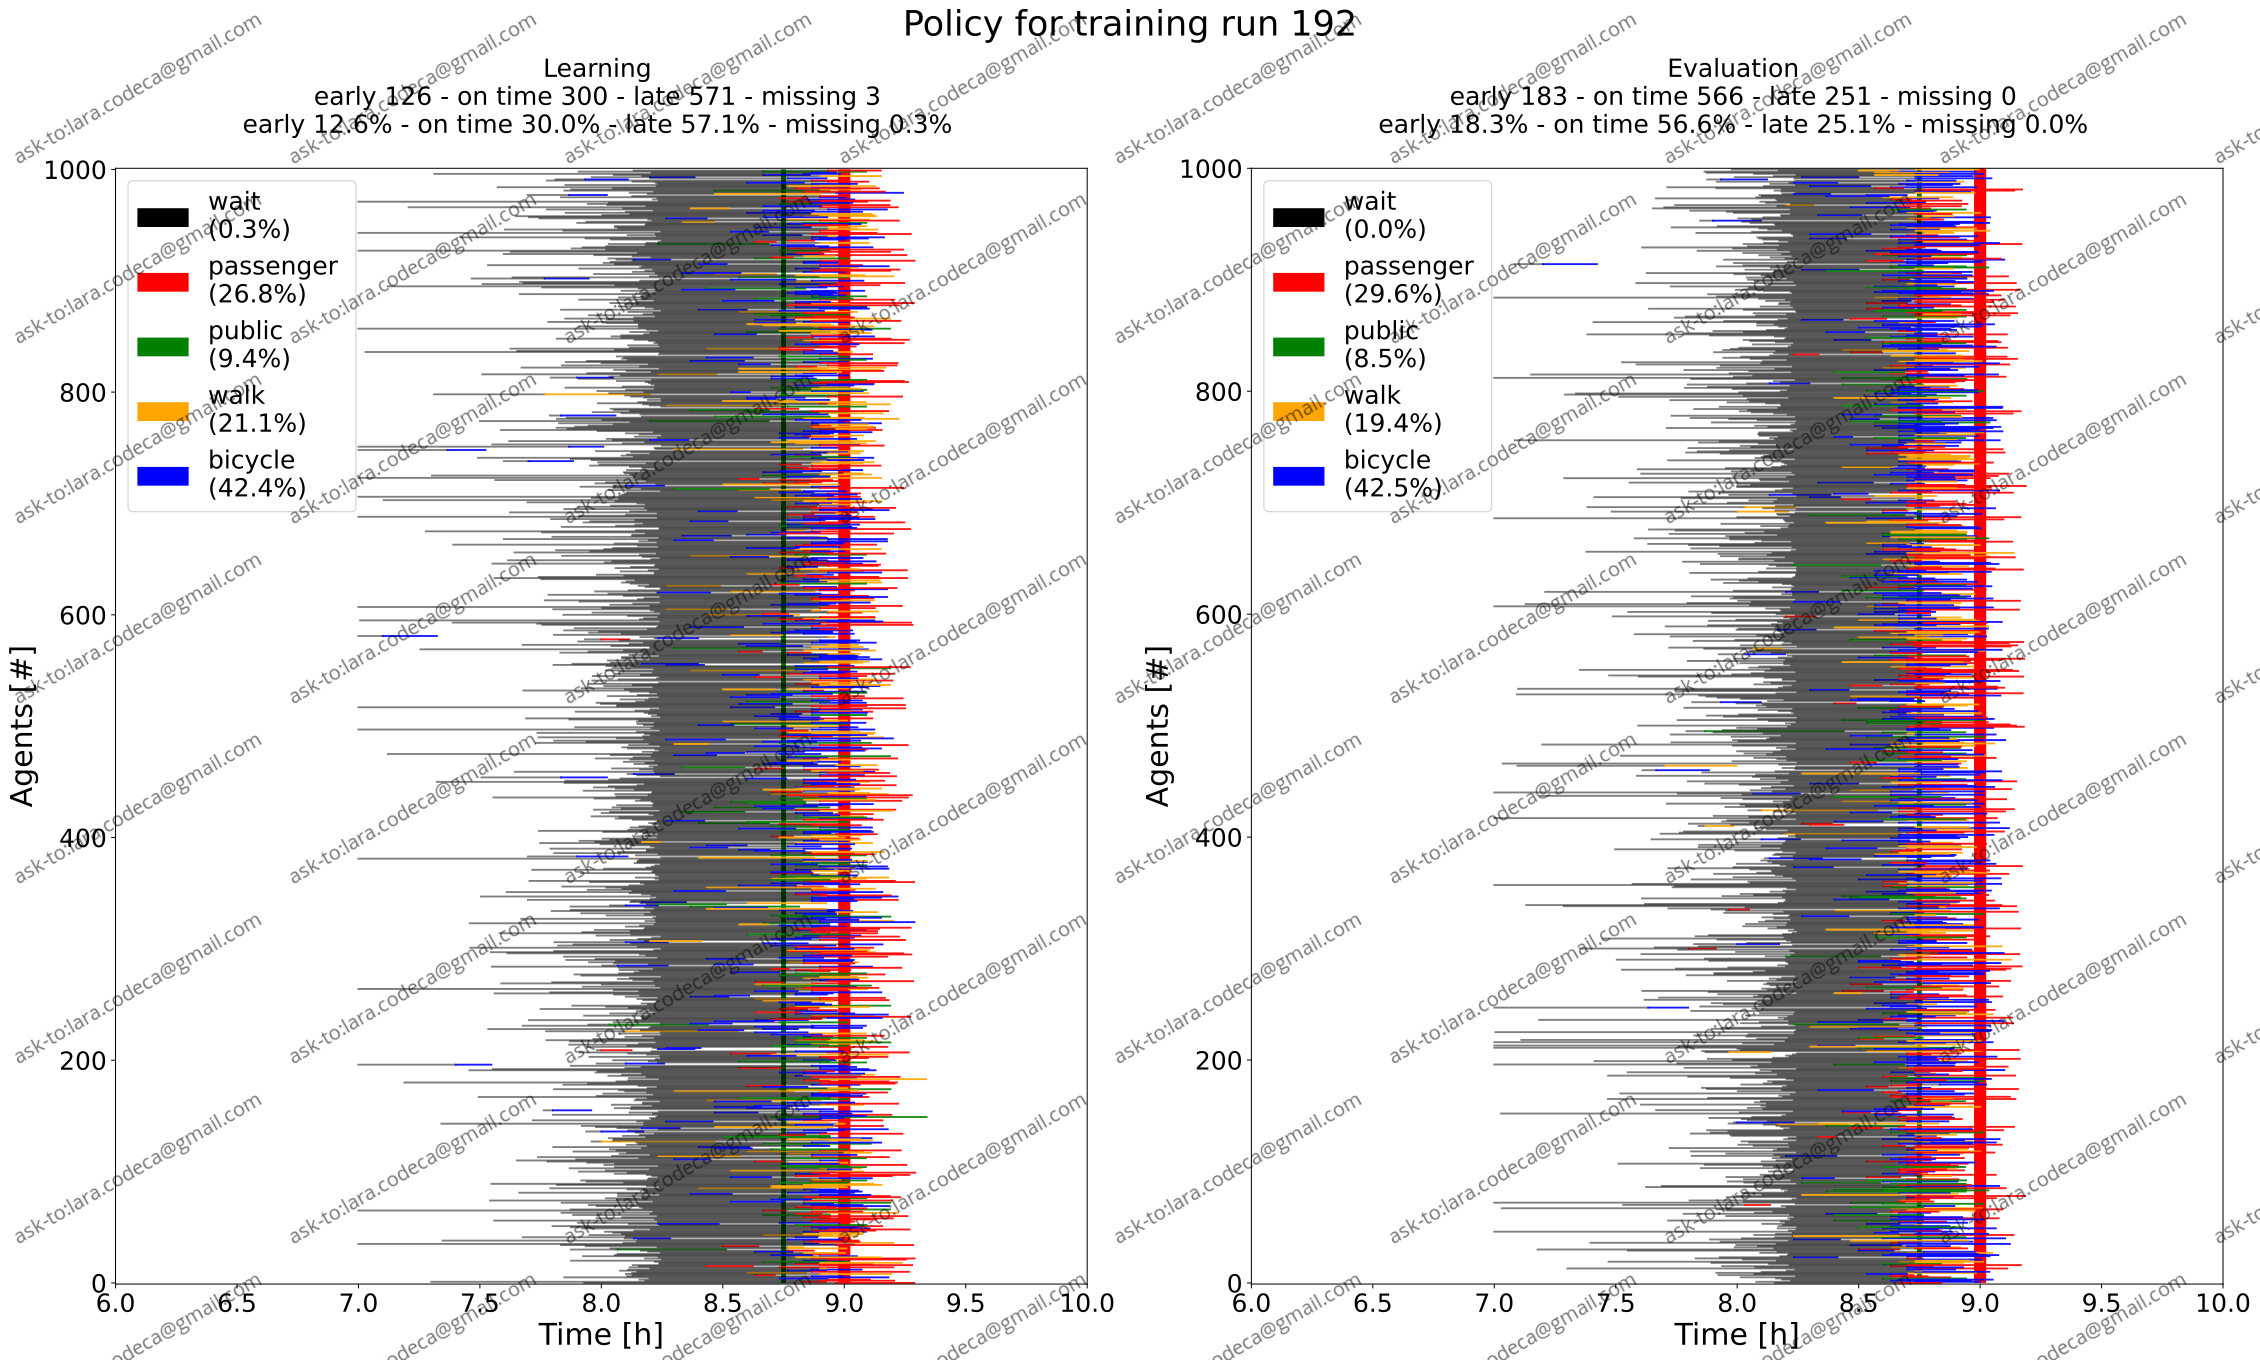 Policy for training run 192
Learning
early 126 - on time 300 - late 571 - missing 3
early 12.6% - on time 30.0% - late 57.1% - missing 0.3%
Evaluation
early 183 - on time 566 - late 251 - missing 0
early 18.3% - on time 56.6% - late 25.1% - missing 0.0%
wait
(0.3%)
passenger
(26.8%)
public
(9.4%)
walk
(21.1%)
bicycle
(42.4%)
1000
800
600
400
200
0
Agents [#]
6.0 6.5 7.0 7.5 8.0 8.5 9.0 9.5 10.0
Time [h]
wait
(0.0%)
passenger
(29.6%)
public
(8.5%)
walk
(19.4%)
bicycle
(42.5%)
1000
800
600
400
200
0
Agents [#]
6.0 6.5 7.0 7.5 8.0 8.5 9.0 9.5 10.0
Time [h]
ask-to:lara.codeca@gmail.com